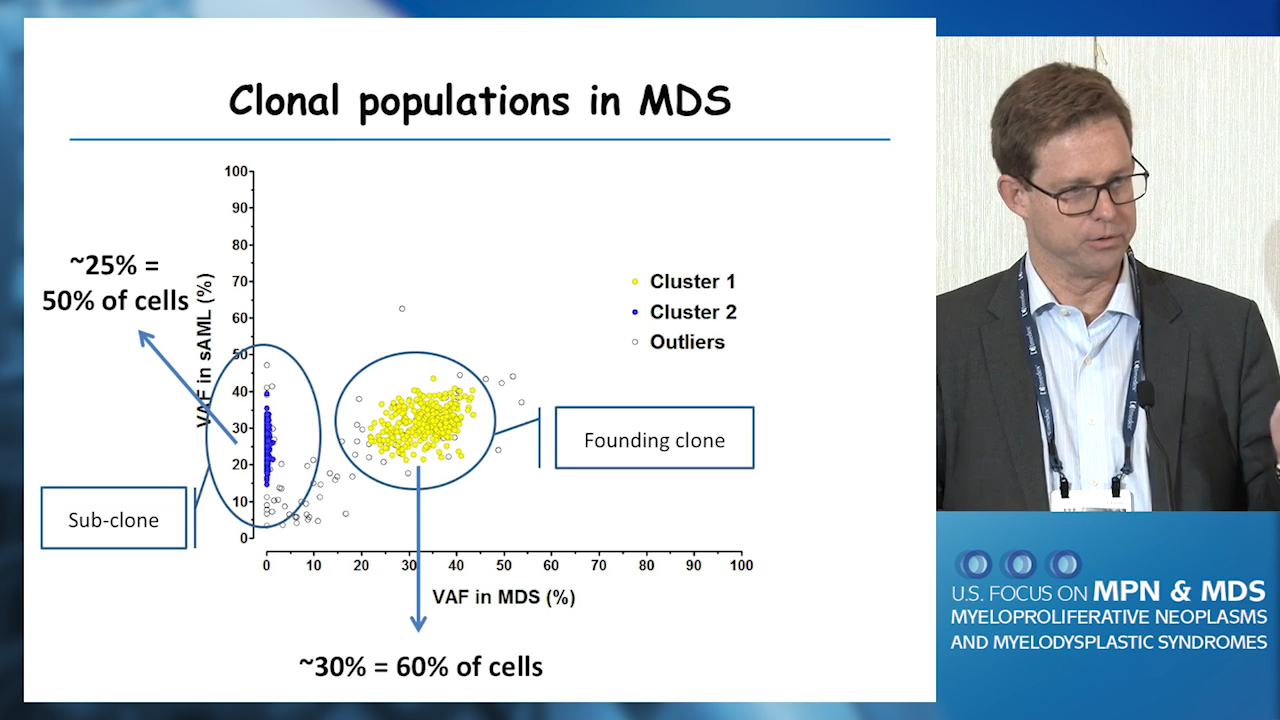 Clonal populations in MDS
~25% =
50% of cells
VAF in sAML (%)
100
90
80
70
60
50
40
30
20
10
0
Cluster 1
Cluster 2
Outliers
Founding clone
Sub-clone
0 10 20 30 40 50 60 70 80 90 100
VAF in MDS (%)
~30% = 60% of cells
U.S. FOCUS ON MPN & MDS
MYELOPROLIFERATIVE NEOPLASMS
AND MYELODYSPLASTIC SYNDROMES